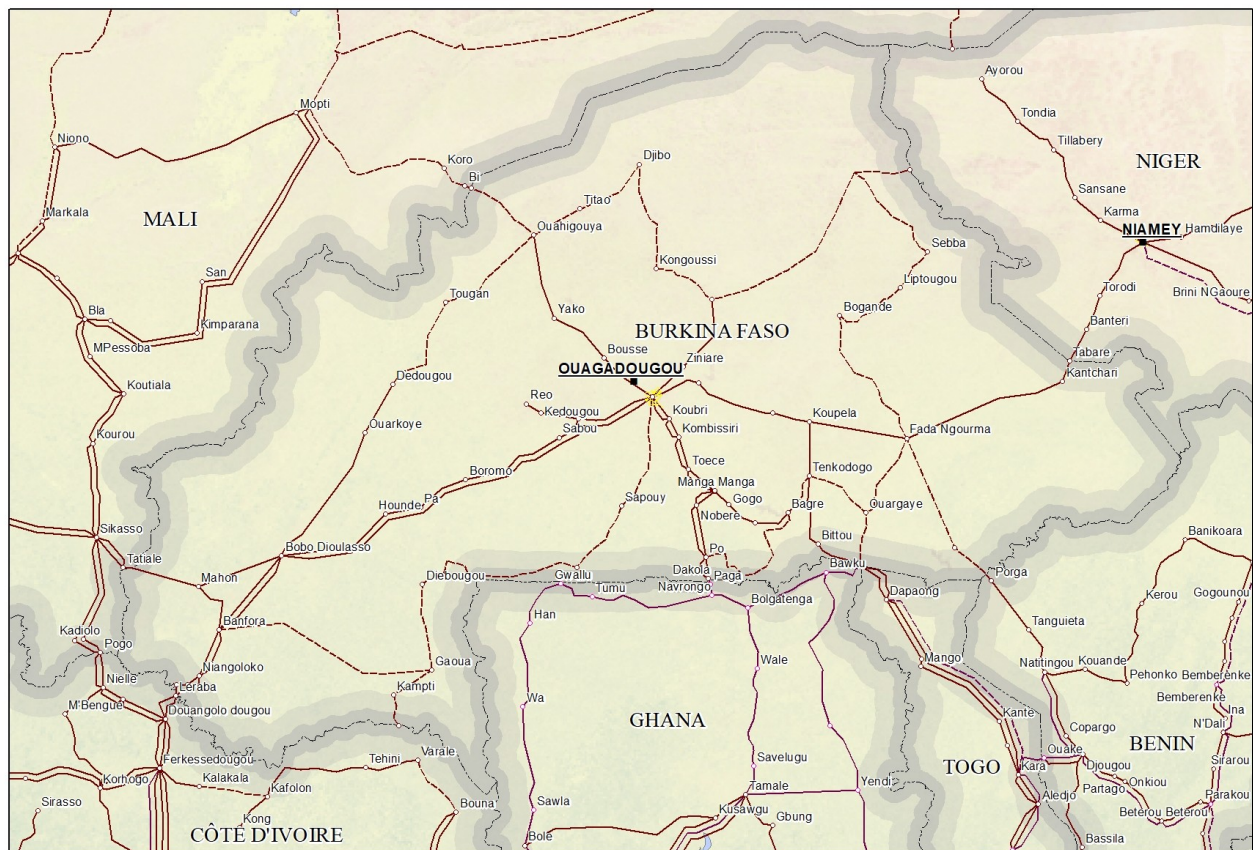 Ayorou
Mopti
Tondia
Niono
Tillabery
Djibo
NIGER
Koro
Bi
Sansane
Titao
Markala
MALI
Karma
Ouahigouya
NIAMEY
Hamdilaye
Sebba
Kongoussi
San
Liptougou
Torodi
Brini NGaoure
Tougan
Bogande
Bla
Yako
Kimparana
Banteri
BURKINA FASO
MPessoba
Bousse
Ziniare
Tabare
OUAGADOUGOU
Kantchari
Koutiala
Dedougou
Reo
Kedougou
Koubri
Koupela
Ouarkoye
Sabou
Kombissiri
Fada Ngourma
Kourou
Toece
Boromo
Tenkodogo
Manga Manga
Pa
Sapouy
Gogo
Hounde
Bagre
Ouargaye
Nobere
Sikasso
Bittou
Banikoara
Bobo Dioulasso
Po
Tatiale
Dakola
Bawku
Mahon
Diebougou
Gwallu
Paga
Porga
Tumu
Navrongo
Dapaong
Kerou
Gogounou
Bolgatenga
Han
Banfora
Tanguieta
Kadiolo
Pogo
Mango
Wale
Gaoua
Natitingou
Kouande
Niangoloko
Pehonko
Bemberenke
Nielle
Leraba
Kampti
Wa
Bemberenke
M'Bengue
Douangolo dougou
Kante
Ina
GHANA
N'Dali
Copargo
BENIN
Ouake
Varale
Ferkessedougou
Tehini
Savelugu
TOGO
Kara
Djougou
Sirarou
Korhogo
Kalakala
Onkiou
Yendi
Kafolon
Tamale
Partago
Aledjo
Parakou
Sirasso
Bouna
Sawla
Kusawgu
Gbung
Beterou Beterou
Kong
CÔTE D'IVOIRE
Bole
Bassila